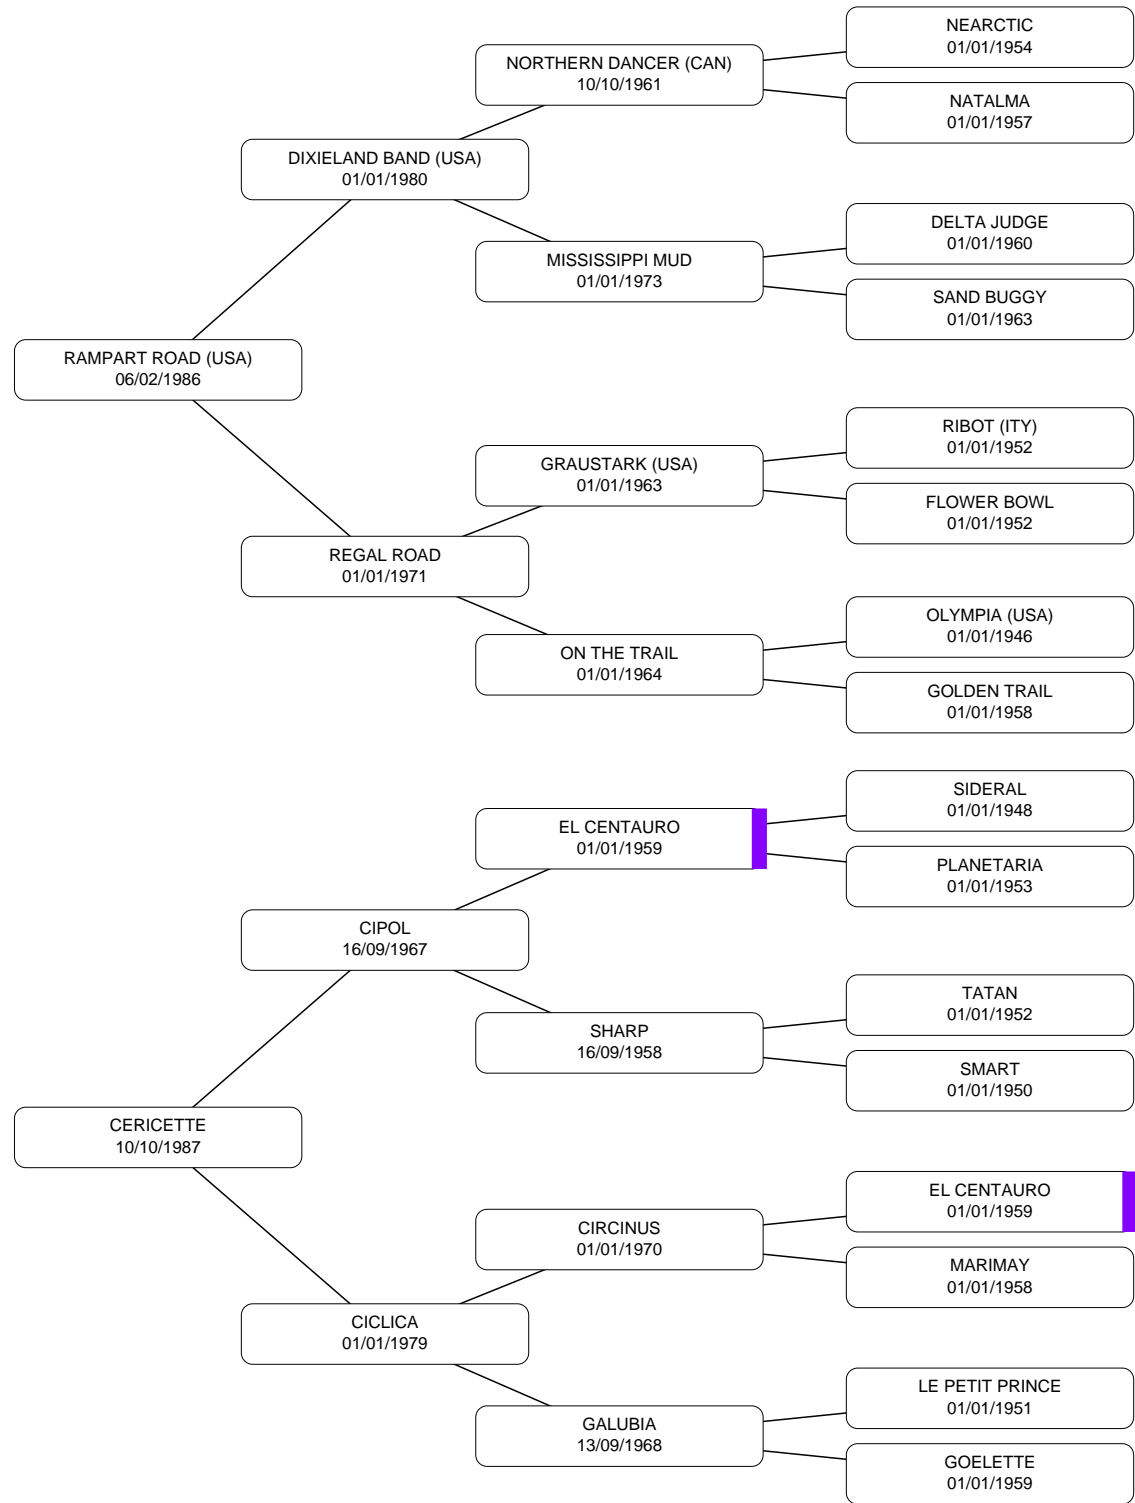 NEARCTIC
01/01/1954
NORTHERN DANCER (CAN)
10/10/1961
NATALMA
01/01/1957
DIXIELAND BAND (USA)
01/01/1980
DELTA JUDGE
01/01/1960
MISSISSIPPI MUD
01/01/1973
SAND BUGGY
01/01/1963
RAMPART ROAD (USA)
06/02/1986
RIBOT (ITY)
01/01/1952
GRAUSTARK (USA)
01/01/1963
FLOWER BOWL
01/01/1952
REGAL ROAD
01/01/1971
OLYMPIA (USA)
01/01/1946
ON THE TRAIL
01/01/1964
GOLDEN TRAIL
01/01/1958
SIDERAL
01/01/1948
EL CENTAURO
01/01/1959
PLANETARIA
01/01/1953
CIPOL
16/09/1967
TATAN
01/01/1952
SHARP
16/09/1958
SMART
01/01/1950
CERICETTE
10/10/1987
EL CENTAURO
01/01/1959
CIRCINUS
01/01/1970
MARIMAY
01/01/1958
CICLICA
01/01/1979
LE PETIT PRINCE
01/01/1951
GALUBIA
13/09/1968
GOELETTE
01/01/1959